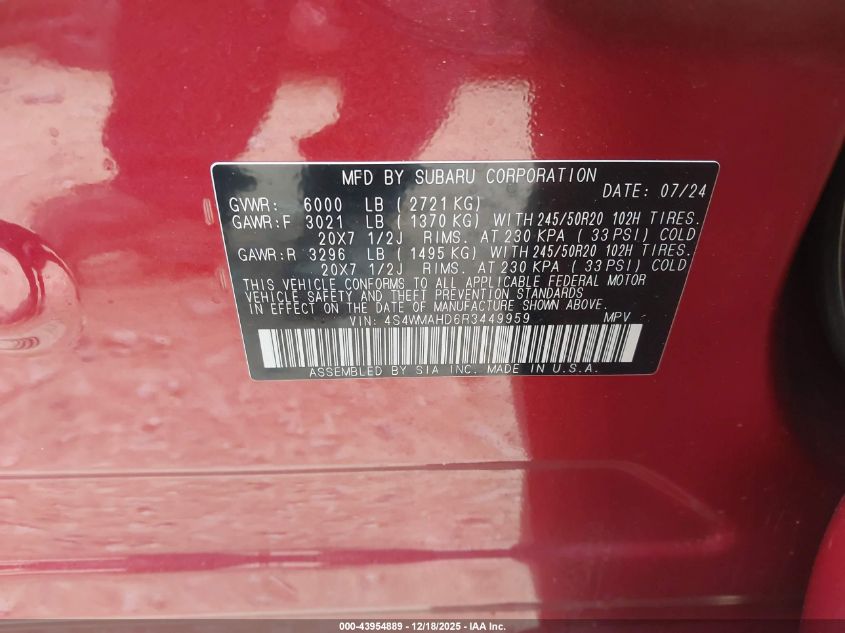 MFD BY SUBARU CORPORATION
DATE: 07/24
GVWR: 6000 LB ( 2721 KG)
GAWR:F 3021 LB ( 1370 KG) WITH 245/50R20 102H TIRES.
20X7 1/2J RIMS. AT 230 KPA ( 33 PSI) COLD
GAWR:R 3296 LB ( 1495 KG) WITH 245/50R20 102H TIRES.
20X7 1/2J RIMS. AT 230 KPA ( 33 PSI) COLD
THIS VEHICLE CONFORMS TO ALL APPLICABLE FEDERAL MOTOR
VEHICLE SAFETY AND THEFT PREVENTION STANDARDS
IN EFFECT ON THE DATE OF MANUFACTURE SHOWN ABOVE.
VIN: 4S4WMAHD6R3449959 MPV
ASSEMBLED BY SIA INC. MADE IN U.S.A.
000-43954889 - 12/18/2025 - IAA Inc.